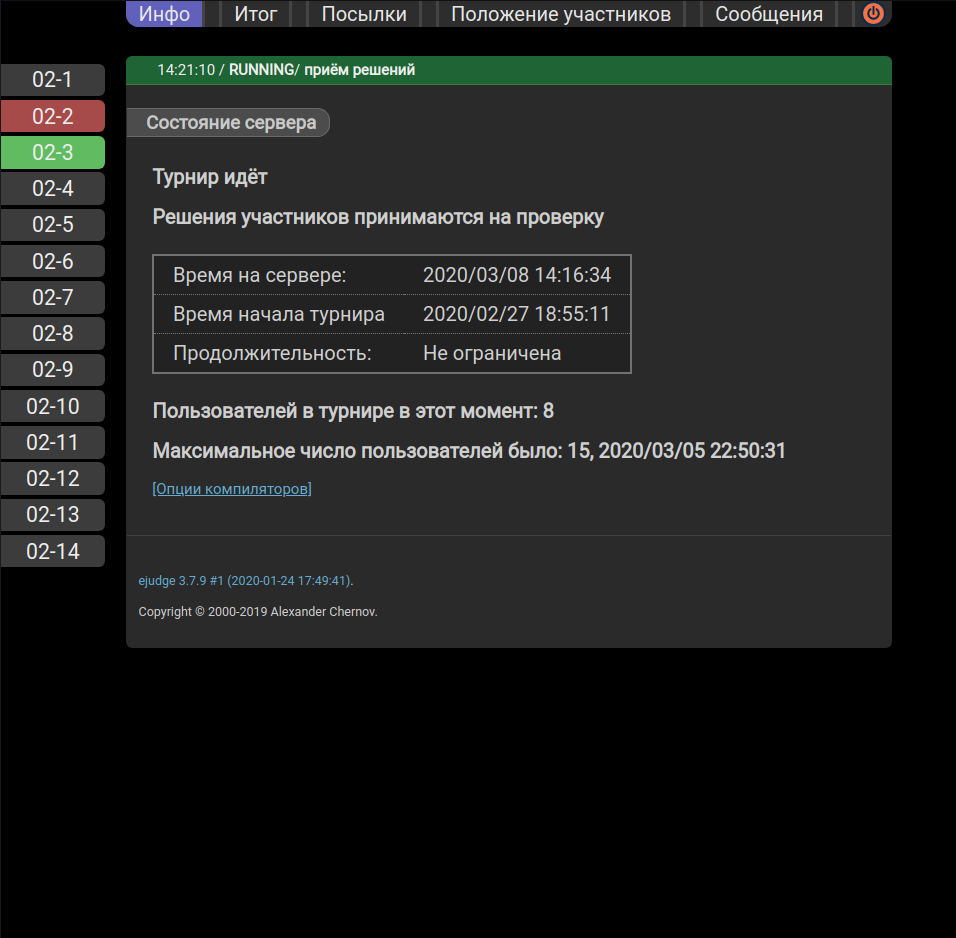 Инфо Итог Посылки Положение участников Сообщения
14:21:10 / RUNNING/ приём решений
02-1
02-2
02-3
02-4
02-5
02-6
02-7
02-8
02-9
02-10
02-11
02-12
02-13
02-14
Состояние сервера
Турнир идёт
Решения участников принимаются на проверку
Время на сервере: 2020/03/08 14:16:34
Время начала турнира 2020/02/27 18:55:11
Продолжительность: Не ограничена
Пользователей в турнире в этот момент: 8
Максимальное число пользователей было: 15, 2020/03/05 22:50:31
[Опции компиляторов]
ejudge 3.7.9 #1 (2020-01-24 17:49:41).
Copyright © 2000-2019 Alexander Chernov.